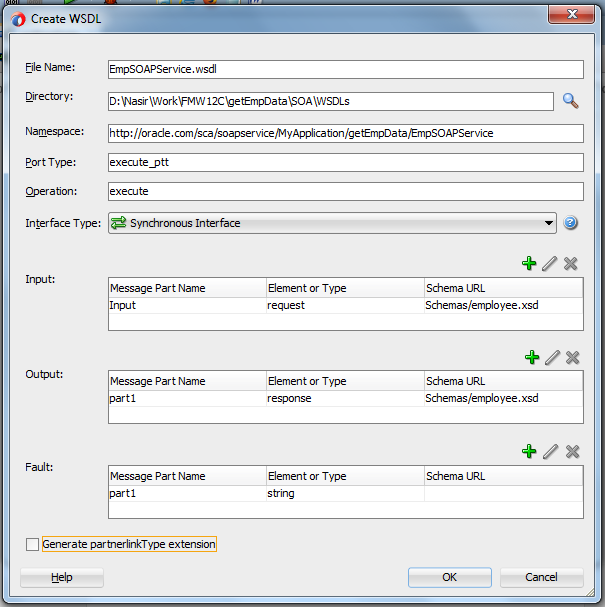 Create WSDL
File Name: EmpSOAPService.wsdl
Directory: D:\Nasir\Work\FMW12C\getEmpData\SOA\WSDLs
Namespace: http://oracle.com/sca/soapservice/MyApplication/getEmpData/EmpSOAPService
Port Type: execute_ptt
Operation: execute
Interface Type: Synchronous Interface
Input:
Message Part Name Element or Type Schema URL
Input request Schemas/employee.xsd
Output:
Message Part Name Element or Type Schema URL
part1 response Schemas/employee.xsd
Fault:
Message Part Name Element or Type Schema URL
part1 string
Generate partnerlinkType extension
Help OK Cancel